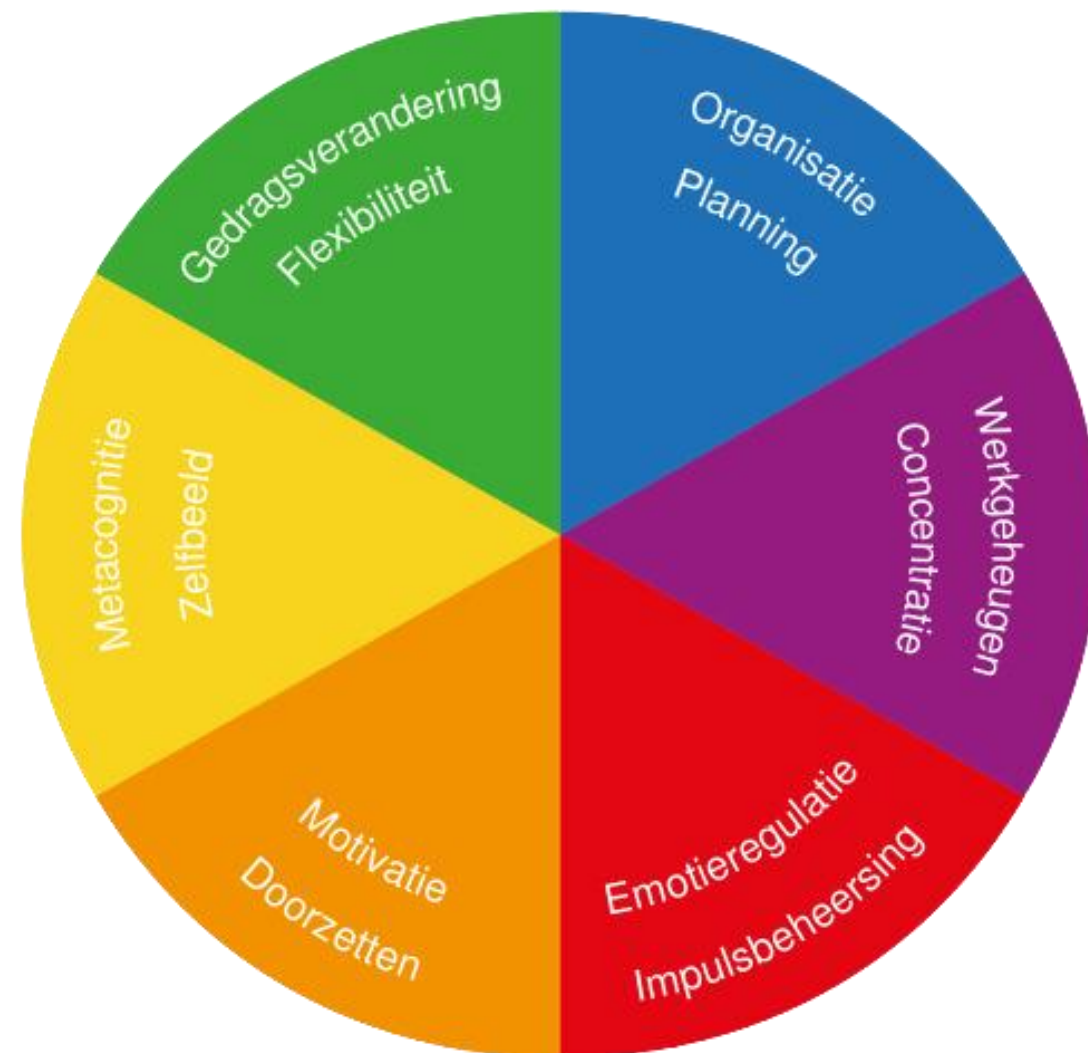 Organisatie
Planning
Werkgeheugen
Concentratie
Emotieregulatie
Impulsbeheersing
Motivatie
Doorzetten
Metacognitie
Zelfbeeld
Gedragsverandering
Flexibiliteit